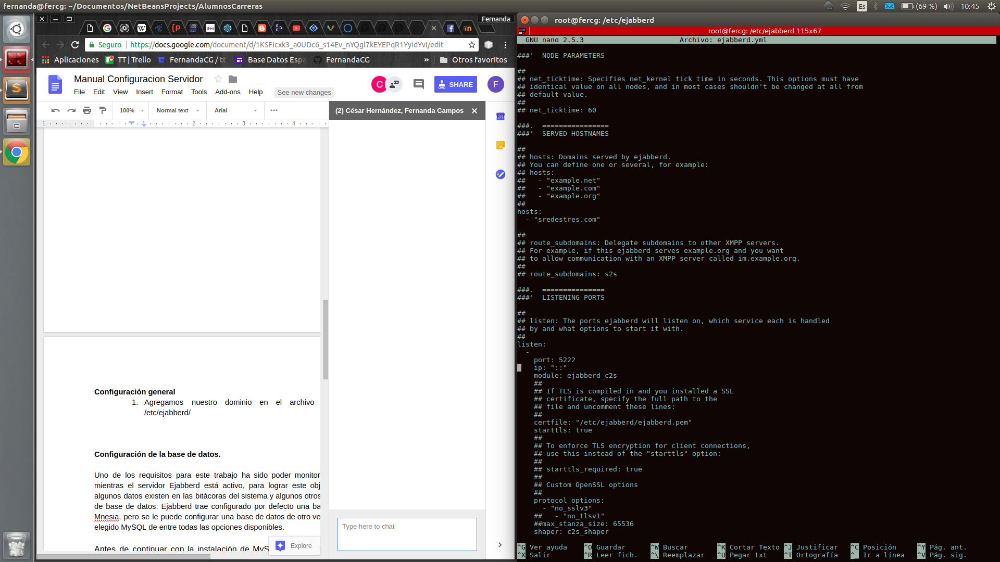 fernanda@fercg: ~/Documentos/NetBeansProjects/AlumnosCarreras
Es
(69 %)
10:45
Fernanda
Seguro
https://docs.google.com/document/d/1KSFicxk3_a0UDc6_s14Ev_nYQgl7kEYEPqR1YyidYvI/edit
Aplicaciones
TT | Trello
FernandaCG / tt
Base Datos Espa
FernandaCG
»
Otros favoritos
Manual Configuracion Servidor
File Edit View Insert Format Tools Add-ons Help
See new changes
C
SHARE
F
100%
Normal text
Arial
(2) César Hernández, Fernanda Campos
1 1 2 3 4
31
Configuración general
1. Agregamos nuestro dominio en el archivo
/etc/ejabberd/
Configuración de la base de datos.
Uno de los requisitos para este trabajo ha sido poder monitor
mientras el servidor Ejabberd está activo, para lograr este obj
algunos datos existen en las bitácoras del sistema y algunos otros
de base de datos. Ejabberd trae configurado por defecto una ba
Mnesia, pero se le puede configurar una base de datos de otro ve
elegido MySQL de entre todas las opciones disponibles.
Antes de continuar con la instalación de MyS
Explore
Type here to chat
root@fercg: /etc/ejabberd
root@fercg: /etc/ejabberd 115x67
GNU nano 2.5.3 Archivo: ejabberd.yml
###'  NODE PARAMETERS
##
## net_ticktime: Specifies net_kernel tick time in seconds. This options must have
## identical value on all nodes, and in most cases shouldn't be changed at all from
## default value.
##
## net_ticktime: 60
###.  ================
###'  SERVED HOSTNAMES
##
## hosts: Domains served by ejabberd.
## You can define one or several, for example:
## hosts:
##   - "example.net"
##   - "example.com"
##   - "example.org"
##
hosts:
  - "sredestres.com"
##
## route_subdomains: Delegate subdomains to other XMPP servers.
## For example, if this ejabberd serves example.org and you want
## to allow communication with an XMPP server called im.example.org.
##
## route_subdomains: s2s
###.  ===============
###'  LISTENING PORTS
##
## listen: The ports ejabberd will listen on, which service each is handled
## by and what options to start it with.
##
listen:
  -
    port: 5222
    ip: "::"
    module: ejabberd_c2s
    ##
    ## If TLS is compiled in and you installed a SSL
    ## certificate, specify the full path to the
    ## file and uncomment these lines:
    ##
    certfile: "/etc/ejabberd/ejabberd.pem"
    starttls: true
    ##
    ## To enforce TLS encryption for client connections,
    ## use this instead of the "starttls" option:
    ##
    ## starttls_required: true
    ##
    ## Custom OpenSSL options
    ##
    protocol_options:
      - "no_sslv3"
    ##   - "no_tlsv1"
    ##max_stanza_size: 65536
    shaper: c2s_shaper
^G Ver ayuda ^O Guardar ^W Buscar ^K Cortar Texto ^J Justificar ^C Posición ^Y Pág. ant.
^X Salir ^R Leer fich. ^\ Reemplazar ^U Pegar txt ^T Ortografía ^_ Ir a línea ^V Pág. sig.